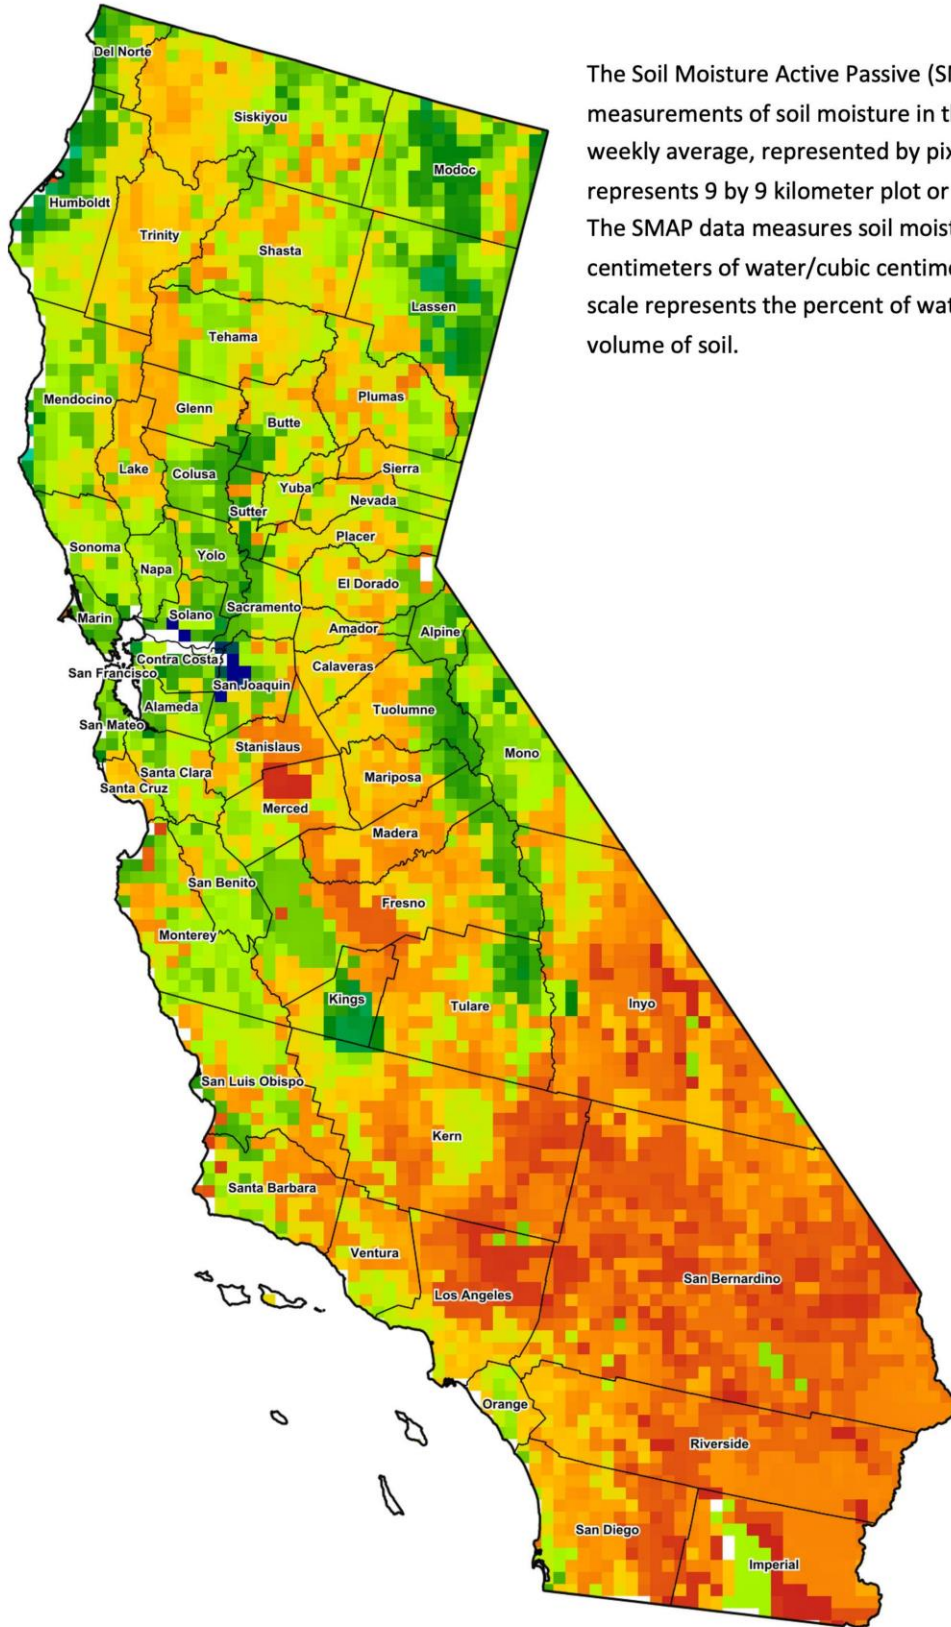 The Soil Moisture Active Passive
measurements of soil moisture in
weekly average, represented by
represents 9 by 9 kilometer plot or
The SMAP data measures soil
centimeters of water/cubic
scale represents the percent of
volume of soil.
Del Norte
Siskiyou
Modoc
Humboldt
Trinity
Shasta
Lassen
Tehama
Plumas
Mendocino
Glenn
Butte
Lake
Colusa
Sierra
Yuba
Nevada
Sutter
Placer
Sonoma
Yolo
Napa
El Dorado
Marin
Solano
Sacramento
Amador
Alpine
Contra Costa
Calaveras
San Francisco
San Joaquin
Alameda
Tuolumne
San Mateo
Stanislaus
Mono
Santa Clara
Mariposa
Santa Cruz
Merced
Madera
San Benito
Fresno
Monterey
Kings
Tulare
Inyo
San Luis Obispo
Kern
Santa Barbara
Ventura
San Bernardino
Los Angeles
Orange
Riverside
San Diego
Imperial